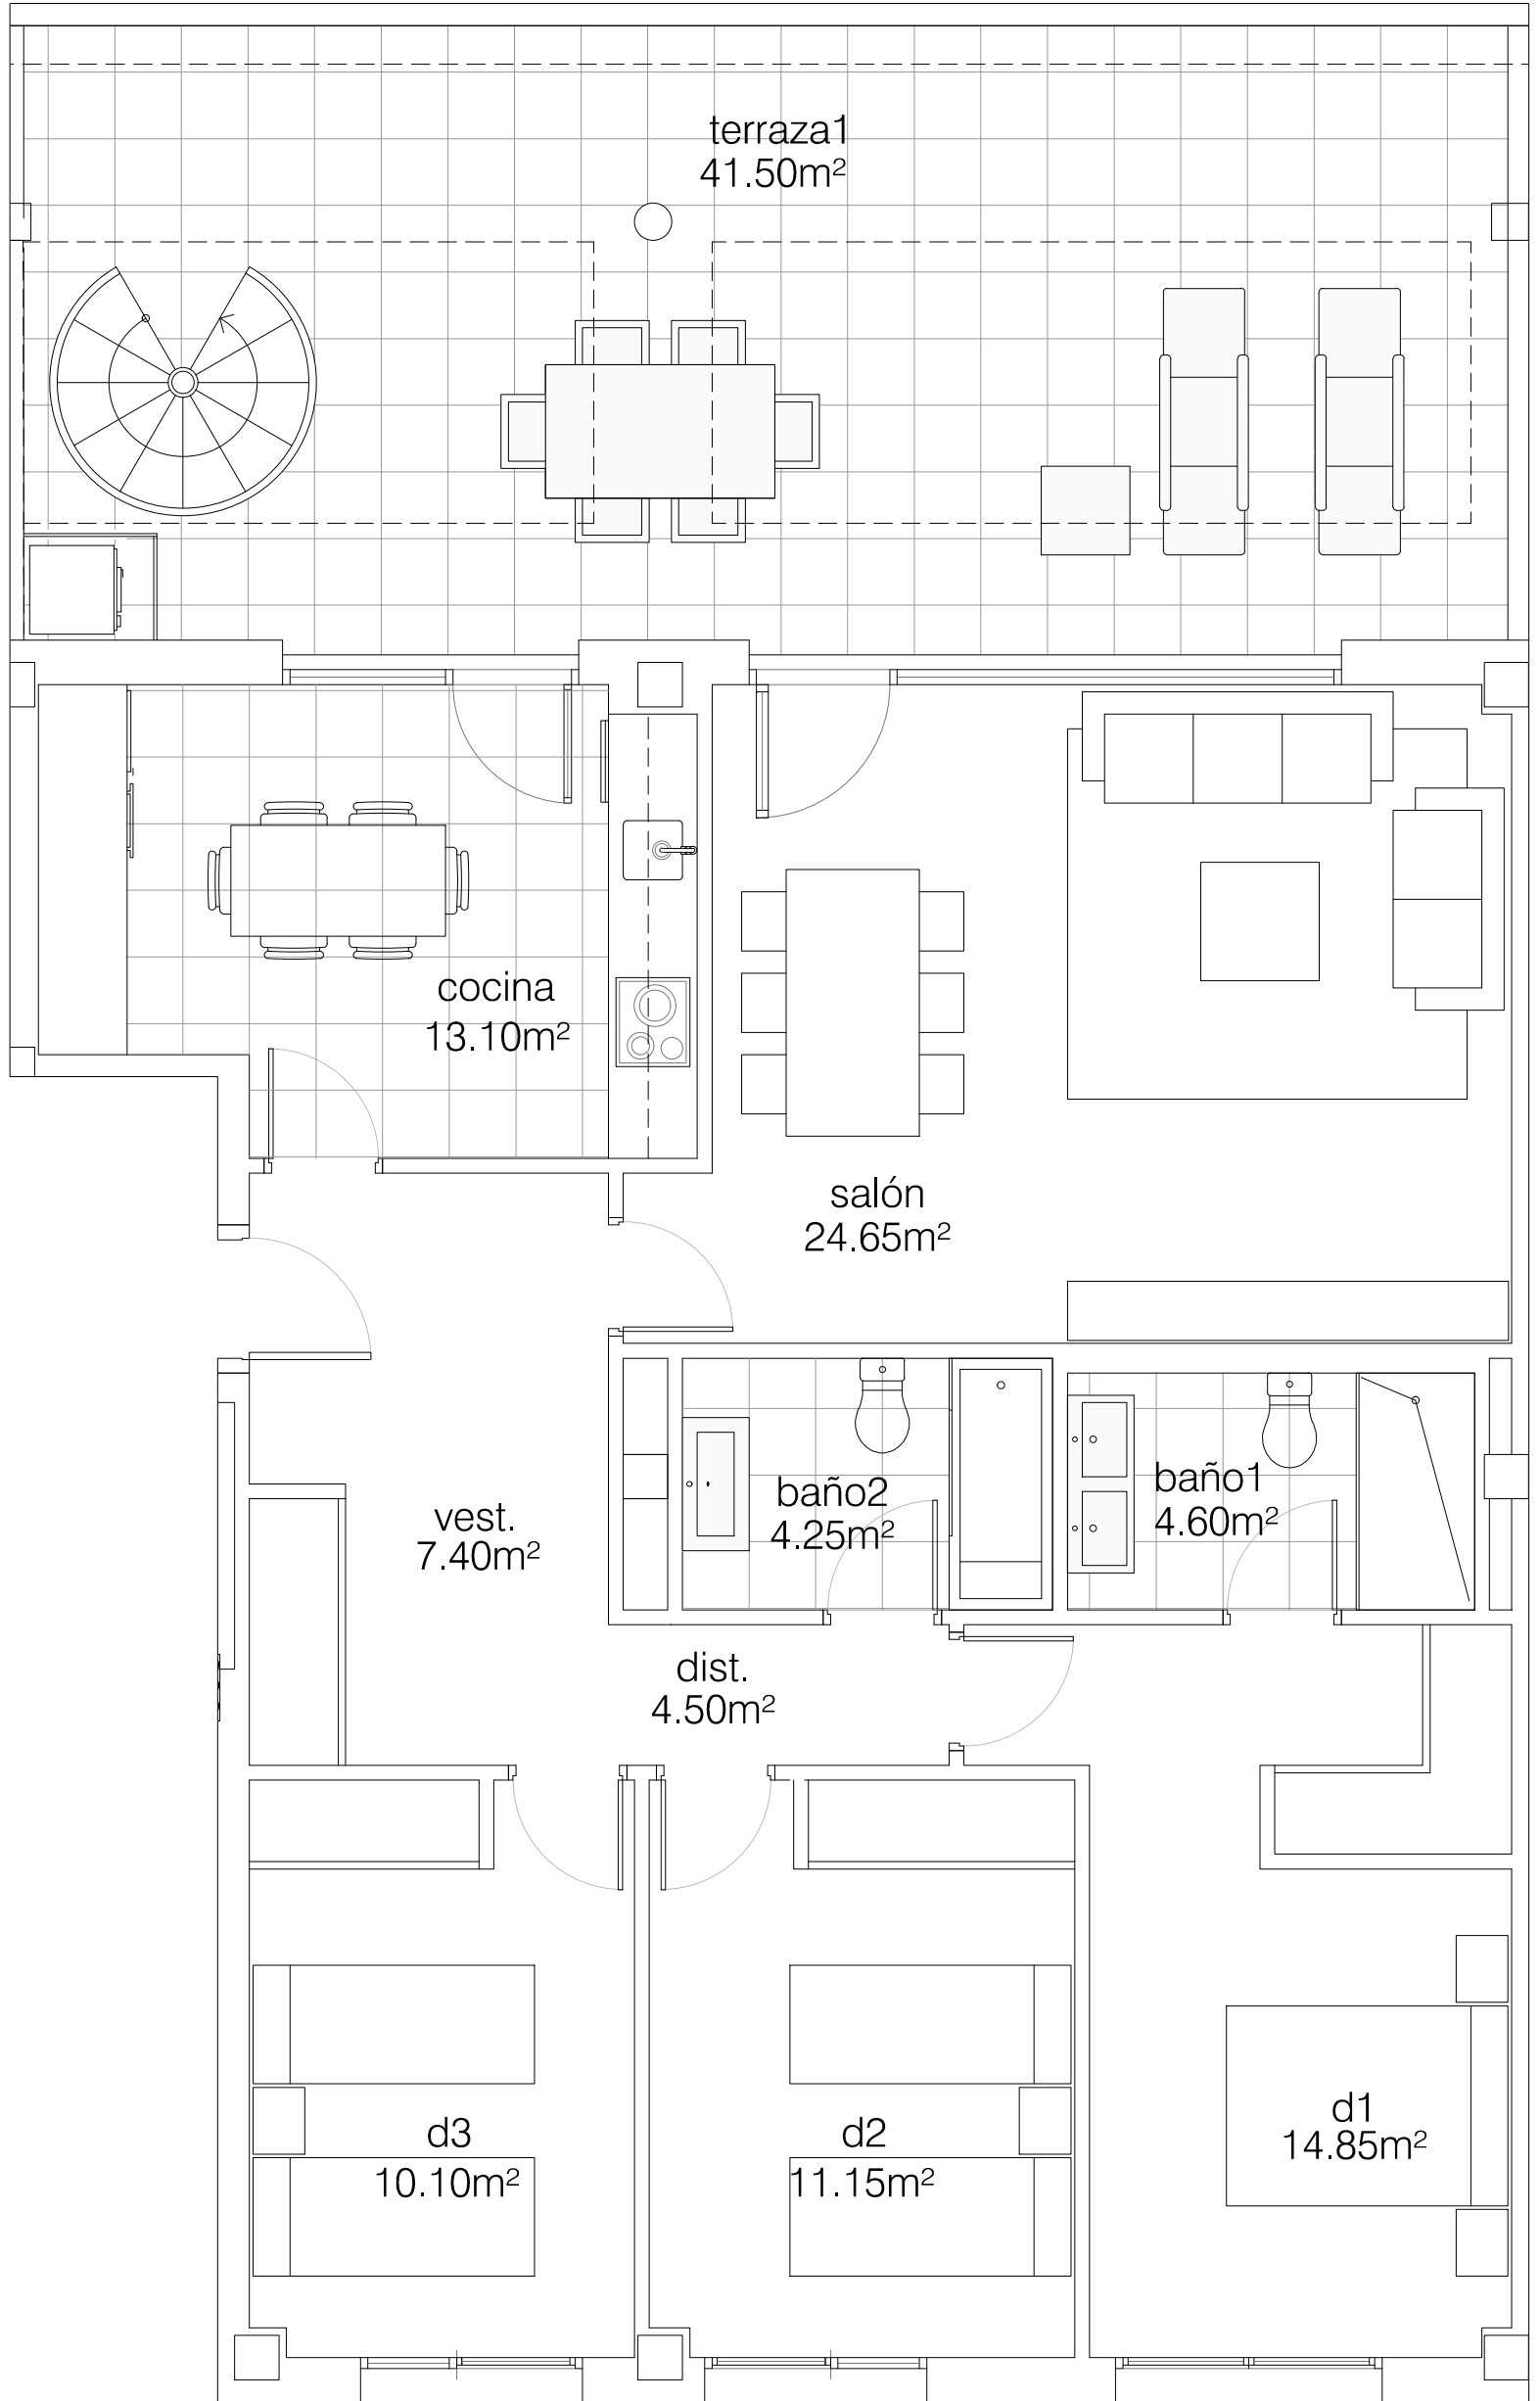 terraza1
41.50m²
cocina
13.10m²
salón
24.65m²
baño2
4.25m²
baño1
4.60m²
vest.
7.40m²
dist.
4.50m²
d3
10.10m²
d2
11.15m²
d1
14.85m²